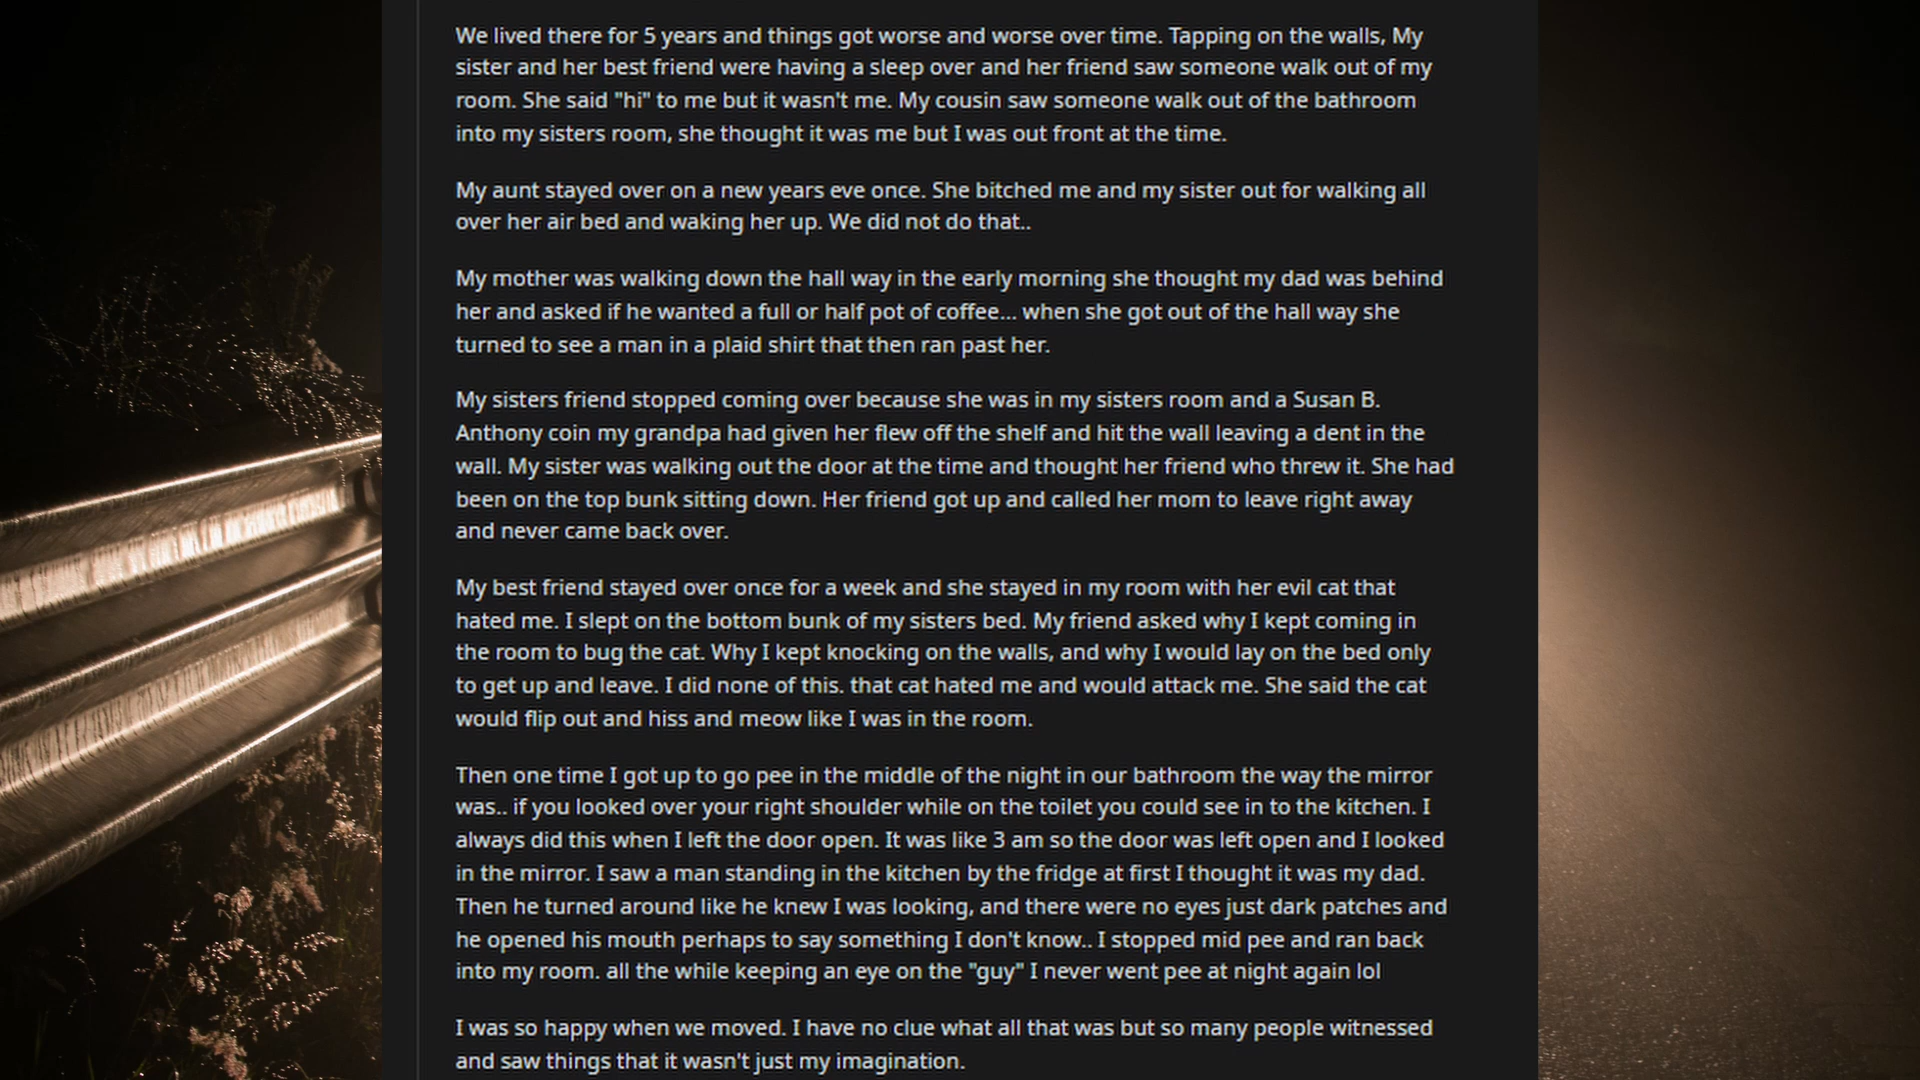 We lived there for 5 years and things got worse and worse over time. Tapping on the walls, My
sister and her best friend were having a sleep over and her friend saw someone walk out of my
room. She said "hi" to me but it wasn't me. My cousin saw someone walk out of the bathroom
into my sisters room, she thought it was me but I was out front at the time.
My aunt stayed over on a new years eve once. She bitched me and my sister out for walking all
over her air bed and waking her up. We did not do that..
My mother was walking down the hall way in the early morning she thought my dad was behind
her and asked if he wanted a full or half pot of coffee... when she got out of the hall way she
turned to see a man in a plaid shirt that then ran past her.
My sisters friend stopped coming over because she was in my sisters room and a Susan B.
Anthony coin my grandpa had given her flew off the shelf and hit the wall leaving a dent in the
wall. My sister was walking out the door at the time and thought her friend who threw it. She had
been on the top bunk sitting down. Her friend got up and called her mom to leave right away
and never came back over.
My best friend stayed over once for a week and she stayed in my room with her evil cat that
hated me. I slept on the bottom bunk of my sisters bed. My friend asked why I kept coming in
the room to bug the cat. Why I kept knocking on the walls, and why I would lay on the bed only
to get up and leave. I did none of this. that cat hated me and would attack me. She said the cat
would flip out and hiss and meow like I was in the room.
Then one time I got up to go pee in the middle of the night in our bathroom the way the mirror
was.. if you looked over your right shoulder while on the toilet you could see in to the kitchen. I
always did this when I left the door open. It was like 3 am so the door was left open and I looked
in the mirror. I saw a man standing in the kitchen by the fridge at first I thought it was my dad.
Then he turned around like he knew I was looking, and there were no eyes just dark patches and
he opened his mouth perhaps to say something I don't know.. I stopped mid pee and ran back
into my room. all the while keeping an eye on the "guy" I never went pee at night again lol
I was so happy when we moved. I have no clue what all that was but so many people witnessed
and saw things that it wasn't just my imagination.